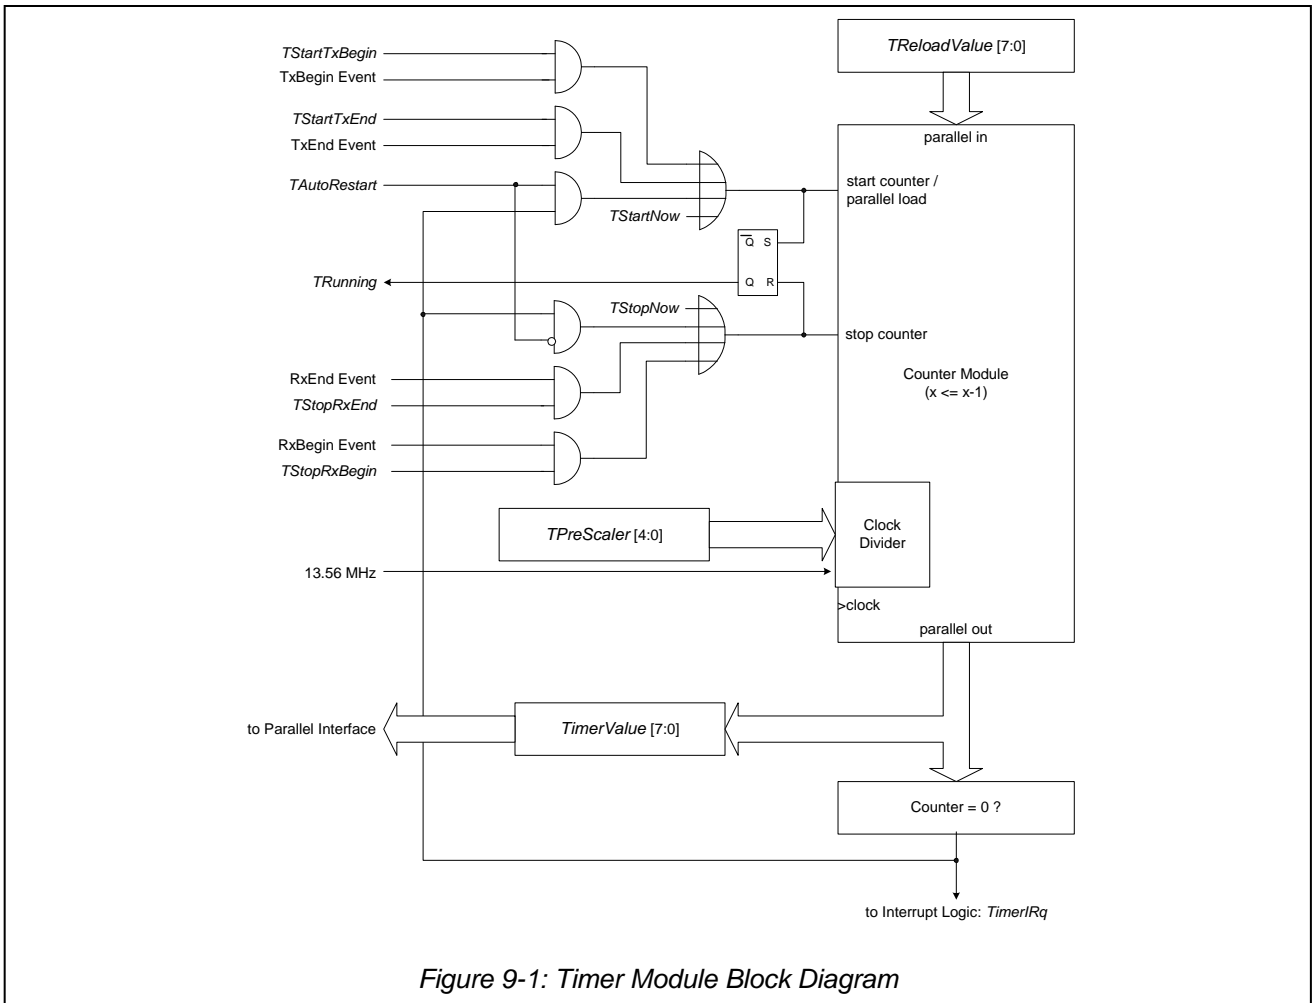 TReloadValue [7:0]
TStartTxBegin
TxBegin Event
TStartTxEnd
TxEnd Event
parallel in
TAutoRestart
start counter /
parallel load
TStartNow
Q S
TRunning
Q R
TStopNow
stop counter
RxEnd Event
TStopRxEnd
Counter Module
(x <= x-1)
RxBegin Event
TStopRxBegin
TPreScaler [4:0]
Clock
Divider
13.56 MHz
>clock
parallel out
to Parallel Interface
TimerValue [7:0]
Counter = 0 ?
to Interrupt Logic: TimerIRq
Figure 9-1: Timer Module Block Diagram